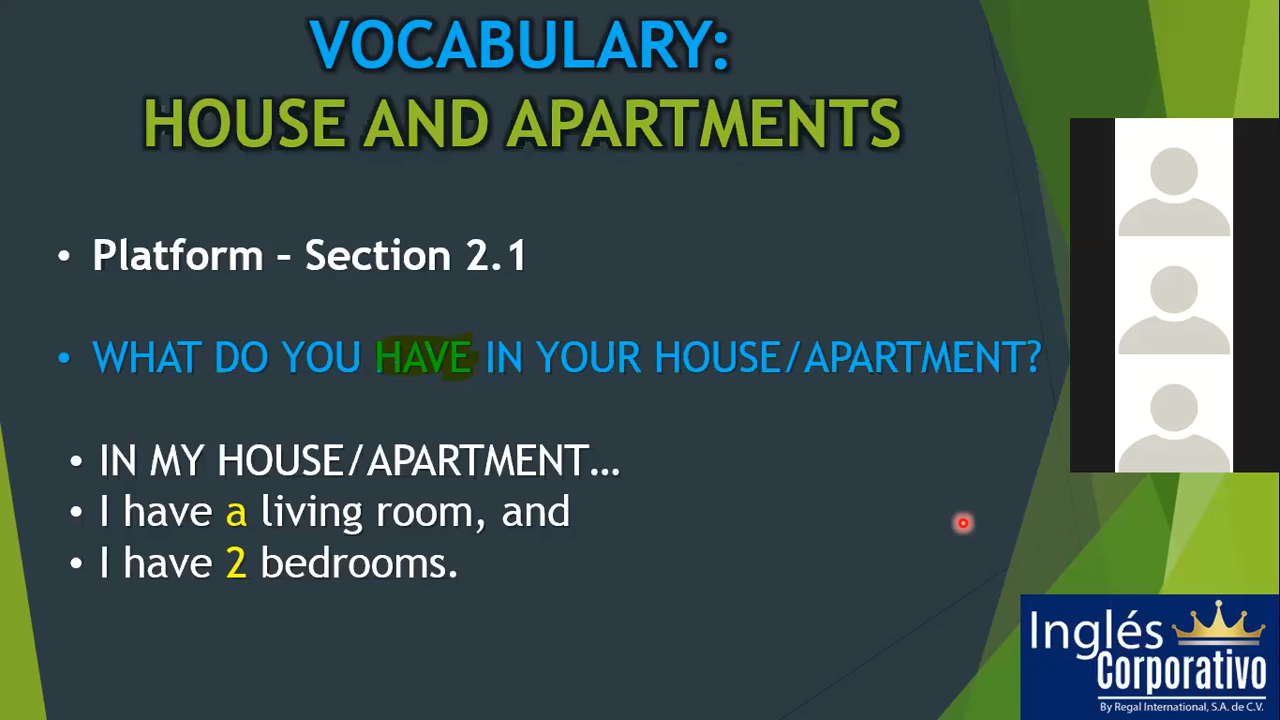 VOCABULARY:
HOUSE AND APARTMENTS
• Platform – Section 2.1
• WHAT DO YOU HAVE IN YOUR HOUSE/APARTMENT?
• IN MY HOUSE/APARTMENT…
• I have a living room, and
• I have 2 bedrooms.
Inglés
Corporativo
By Regal International, S.A. de C.V.